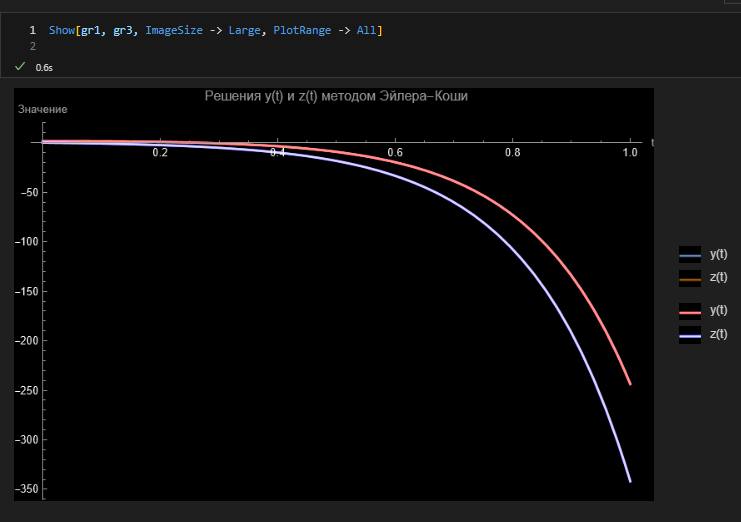 1 Show[gr1, gr3, ImageSize -> Large, PlotRange -> All]
2
0.6s
Решения y(t) и z(t) методом Эйлера–Коши
Значение
t
0.2 0.4 0.6 0.8 1.0
-50
-100
-150
-200
-250
-300
-350
y(t)
z(t)
y(t)
z(t)